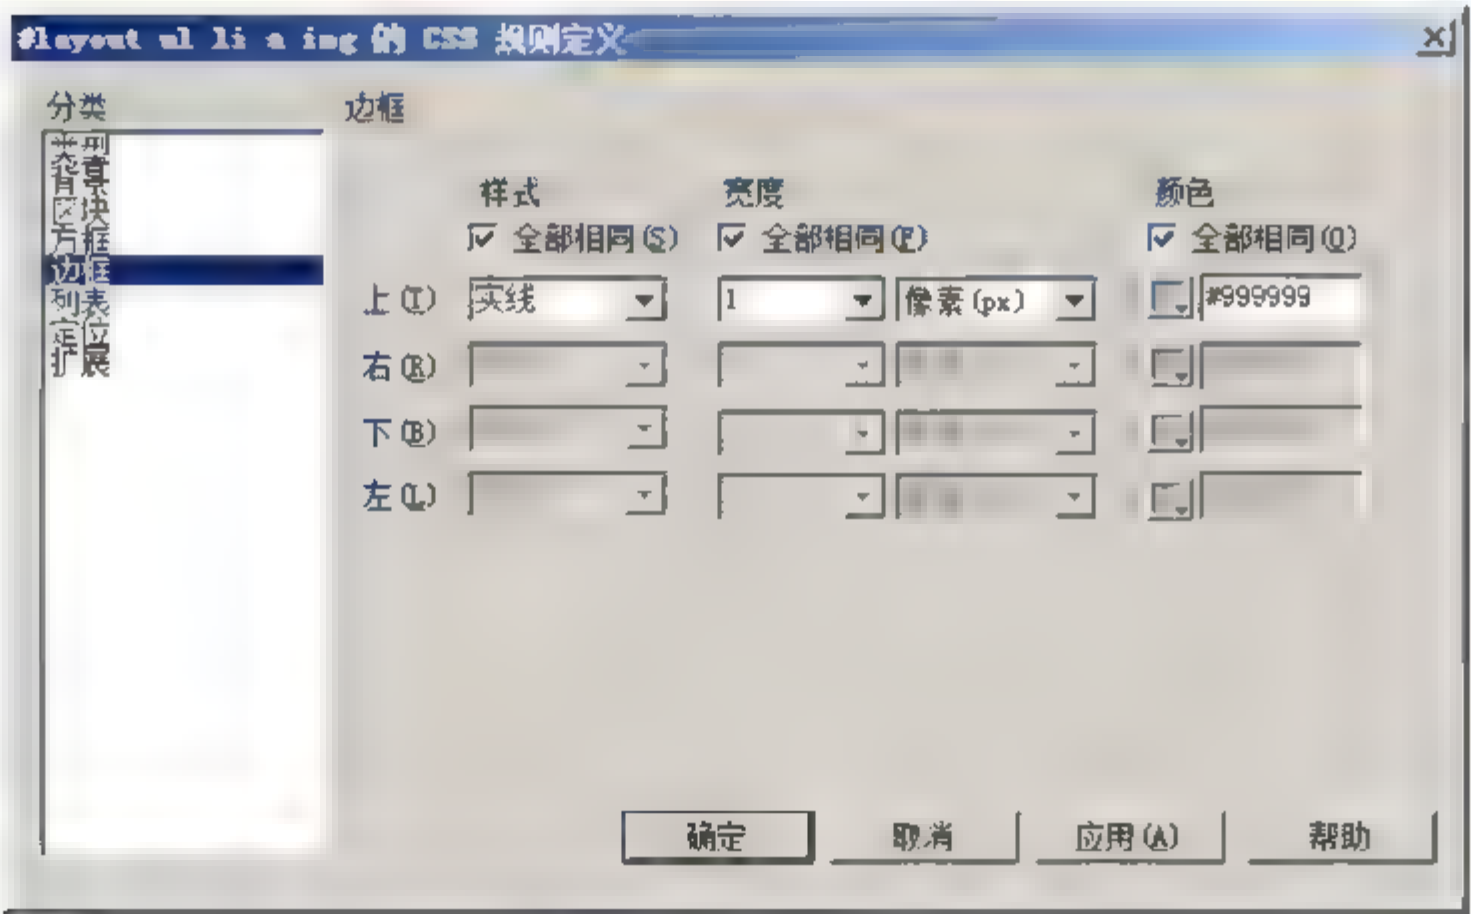 #layout ul li a img 的 CSS 规则定义
分类
边框
类型
背景
区块
方框
边框
列表
定位
扩展
样式 宽度 颜色
全部相同(S) 全部相同(F) 全部相同(O)
上(T) 实线 1 像素(px) #999999
右(R)
下(B)
左(L)
确定 取消 应用(A) 帮助